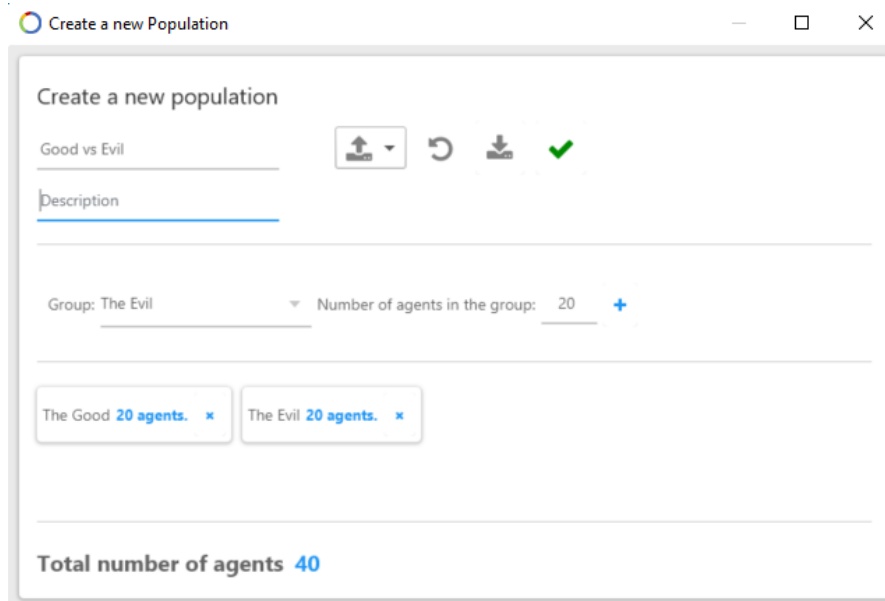 Create a new Population
Create a new population
Good vs Evil
Description
Group: The Evil Number of agents in the group: 20
The Good 20 agents. The Evil 20 agents.
Total number of agents 40